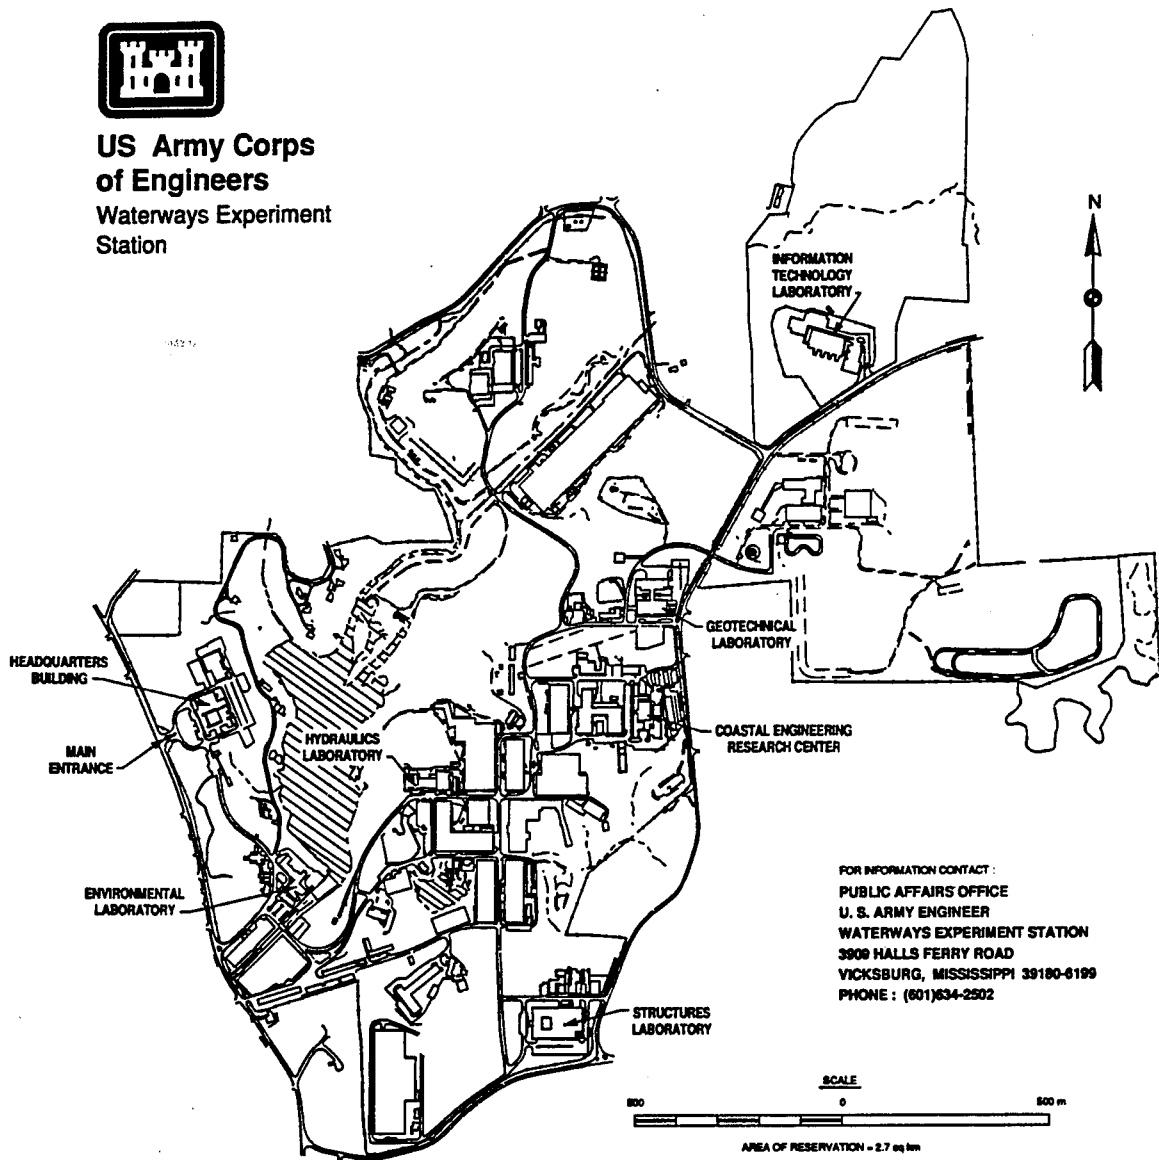 US Army Corps
of Engineers
Waterways Experiment
Station
N
INFORMATION
TECHNOLOGY
LABORATORY
GEOTECHNICAL
LABORATORY
HEADQUARTERS
BUILDING
MAIN
ENTRANCE
HYDRAULICS
LABORATORY
COASTAL ENGINEERING
RESEARCH CENTER
ENVIRONMENTAL
LABORATORY
STRUCTURES
LABORATORY
FOR INFORMATION CONTACT :
PUBLIC AFFAIRS OFFICE
U. S. ARMY ENGINEER
WATERWAYS EXPERIMENT STATION
3909 HALLS FERRY ROAD
VICKSBURG, MISSISSIPPI 39180-6199
PHONE : (601)634-2502
SCALE
500 0 500 m
AREA OF RESERVATION = 2.7 sq km